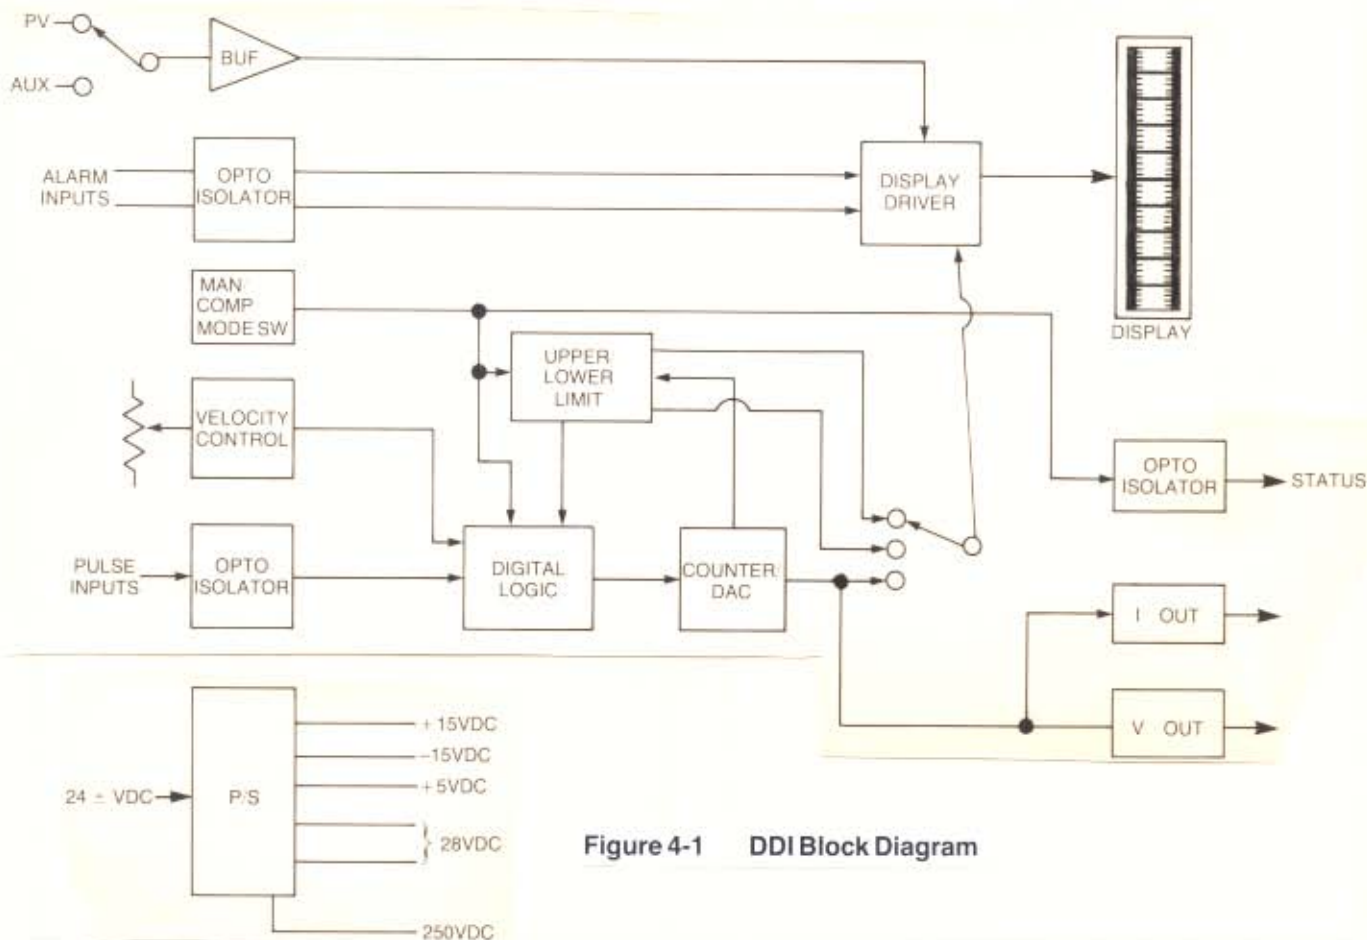 PV
BUF
AUX
ALARM
INPUTS
OPTO
ISOLATOR
DISPLAY
DRIVER
DISPLAY
MAN
COMP
MODE SW
UPPER
LOWER
LIMIT
VELOCITY
CONTROL
OPTO
ISOLATOR
STATUS
PULSE
INPUTS
OPTO
ISOLATOR
DIGITAL
LOGIC
COUNTER/
DAC
I OUT
V OUT
24 ± VDC
P/S
+ 15VDC
-15VDC
+ 5VDC
} 28VDC
250VDC
Figure 4-1 DDI Block Diagram